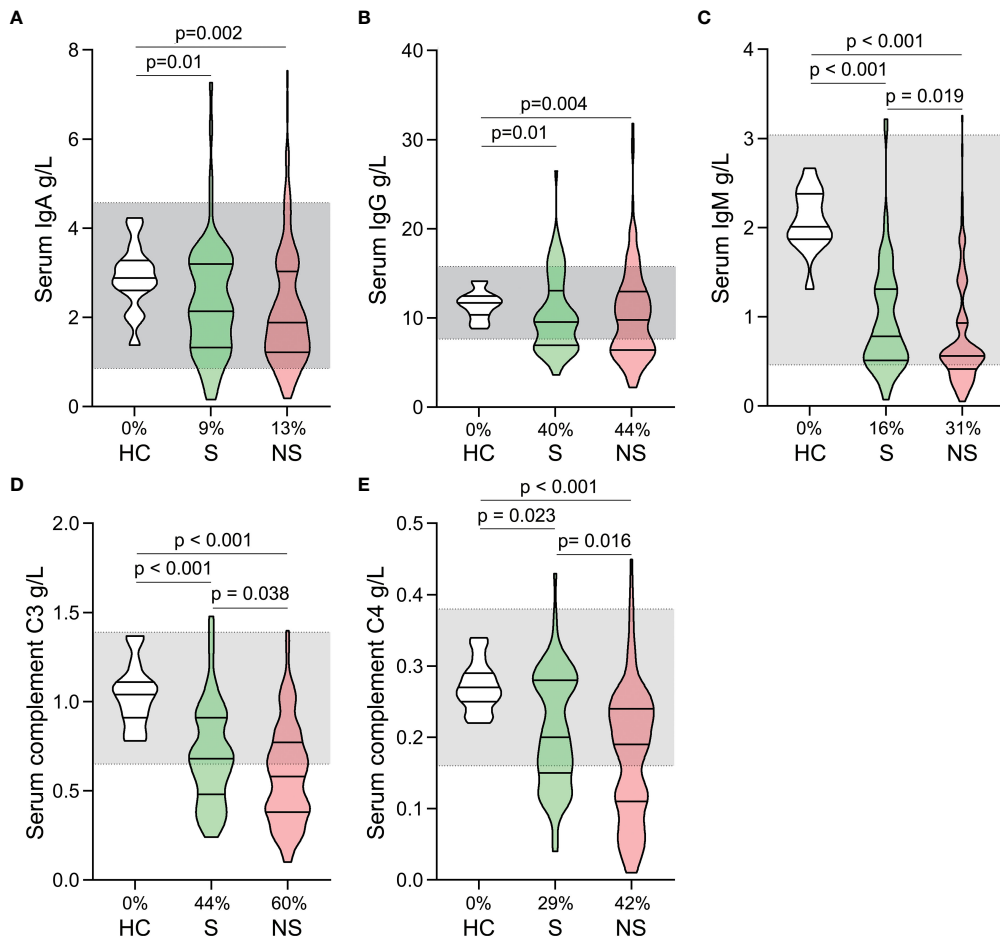 A
p=0.002
p=0.01
Serum IgA g/L
8
6
4
2
0
0% 9% 13%
HC S NS
B
p=0.004
p=0.01
Serum IgG g/L
40
30
20
10
0
0% 40% 44%
HC S NS
C
p < 0.001
p < 0.001
p = 0.019
Serum IgM g/L
4
3
2
1
0
0% 16% 31%
HC S NS
D
p < 0.001
p < 0.001
p = 0.038
Serum complement C3 g/L
2.0
1.5
1.0
0.5
0.0
0% 44% 60%
HC S NS
E
p < 0.001
p = 0.023
p= 0.016
Serum complement C4 g/L
0.5
0.4
0.3
0.2
0.1
0.0
0% 29% 42%
HC S NS